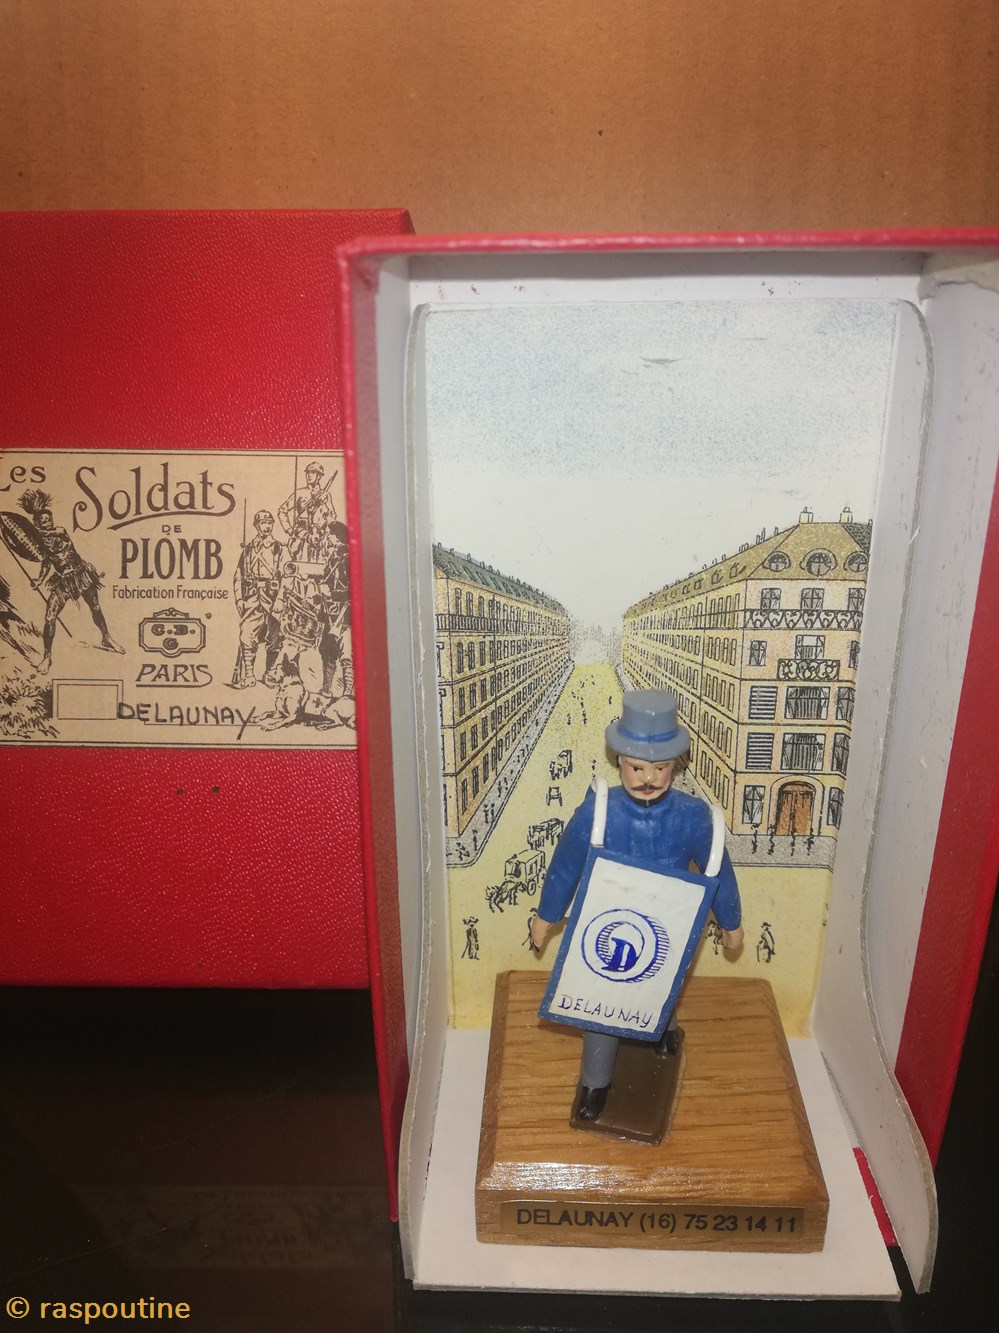 Les
Soldats
DE
PLOMB
Fabrication Française
C.B.G
PARIS
DELAUNAY
D
DELAUNAY
DELAUNAY (16) 75 23 14 11
© raspoutine